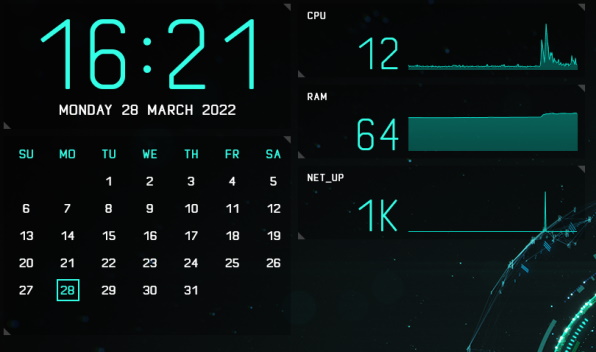 16:21
MONDAY 28 MARCH 2022
SU MO TU WE TH FR SA
1 2 3 4 5
6 7 8 9 10 11 12
13 14 15 16 17 18 19
20 21 22 23 24 25 26
27 28 29 30 31
CPU
12
RAM
64
NET_UP
1K